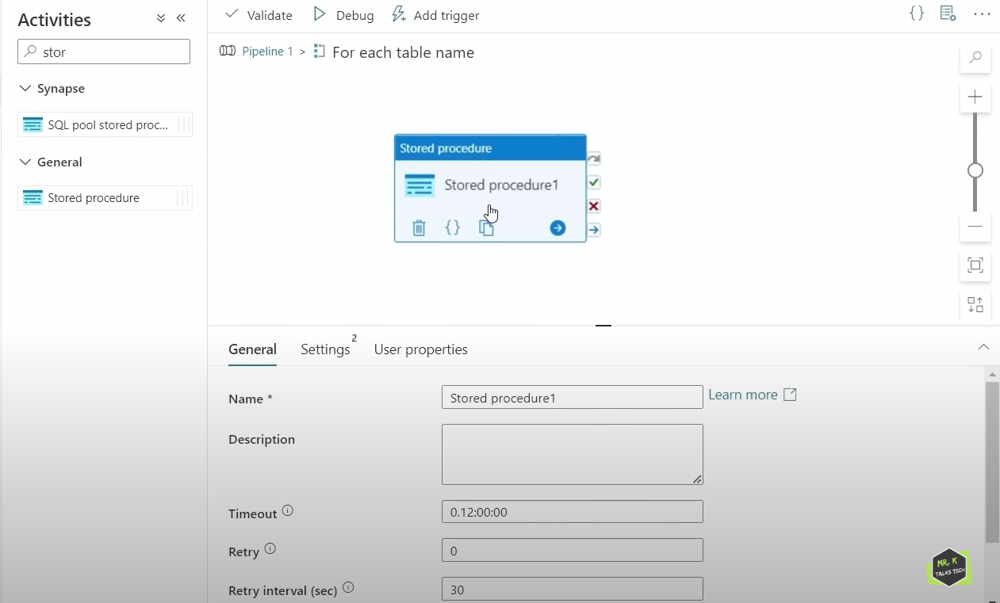 Activities
stor
Synapse
SQL pool stored proc...
General
Stored procedure
Validate
Debug
Add trigger
Pipeline 1 > For each table name
Stored procedure
Stored procedure1
General
Settings 2
User properties
Name *
Stored procedure1
Learn more
Description
Timeout
0.12:00:00
Retry
0
Retry interval (sec)
30
MR. K
TALKS TECH